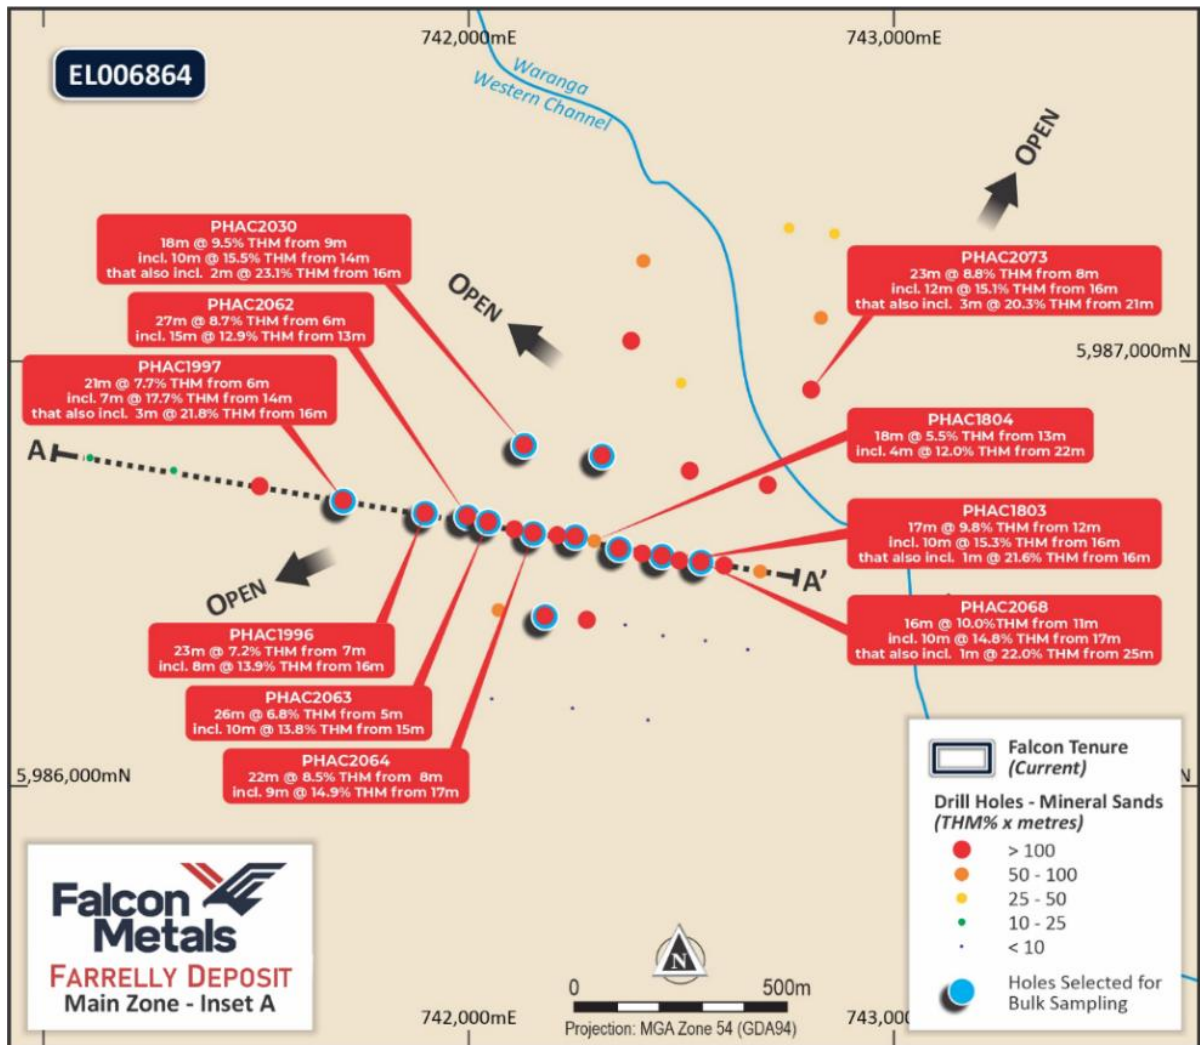 742,000mE
743,000mE
EL006864
Waranga
Western Channel
OPEN
PHAC2030
18m @ 9.5% THM from 9m
incl. 10m @ 15.5% THM from 14m
that also incl. 2m @ 23.1% THM from 16m
PHAC2073
23m @ 8.8% THM from 8m
incl. 12m @ 15.1% THM from 16m
that also incl. 3m @ 20.3% THM from 21m
OPEN
PHAC2062
27m @ 8.7% THM from 6m
incl. 15m @ 12.9% THM from 13m
5,987,000mN
PHAC1997
21m @ 7.7% THM from 6m
incl. 7m @ 17.7% THM from 14m
that also incl. 3m @ 21.8% THM from 16m
PHAC1804
18m @ 5.5% THM from 13m
incl. 4m @ 12.0% THM from 22m
A
PHAC1803
17m @ 9.8% THM from 12m
incl. 10m @ 15.3% THM from 16m
that also incl. 1m @ 21.6% THM from 16m
A'
OPEN
PHAC2068
16m @ 10.0%THM from 11m
incl. 10m @ 14.8% THM from 17m
that also incl. 1m @ 22.0% THM from 25m
PHAC1996
23m @ 7.2% THM from 7m
incl. 8m @ 13.9% THM from 16m
PHAC2063
26m @ 6.8% THM from 5m
incl. 10m @ 13.8% THM from 15m
PHAC2064
22m @ 8.5% THM from 8m
incl. 9m @ 14.9% THM from 17m
5,986,000mN
N
Falcon Tenure
(Current)
Drill Holes - Mineral Sands
(THM% x metres)
> 100
50 - 100
25 - 50
10 - 25
< 10
Holes Selected for
Bulk Sampling
Falcon
Metals
FARRELLY DEPOSIT
Main Zone - Inset A
N
0 500m
Projection: MGA Zone 54 (GDA94)
742,000mE
743,000